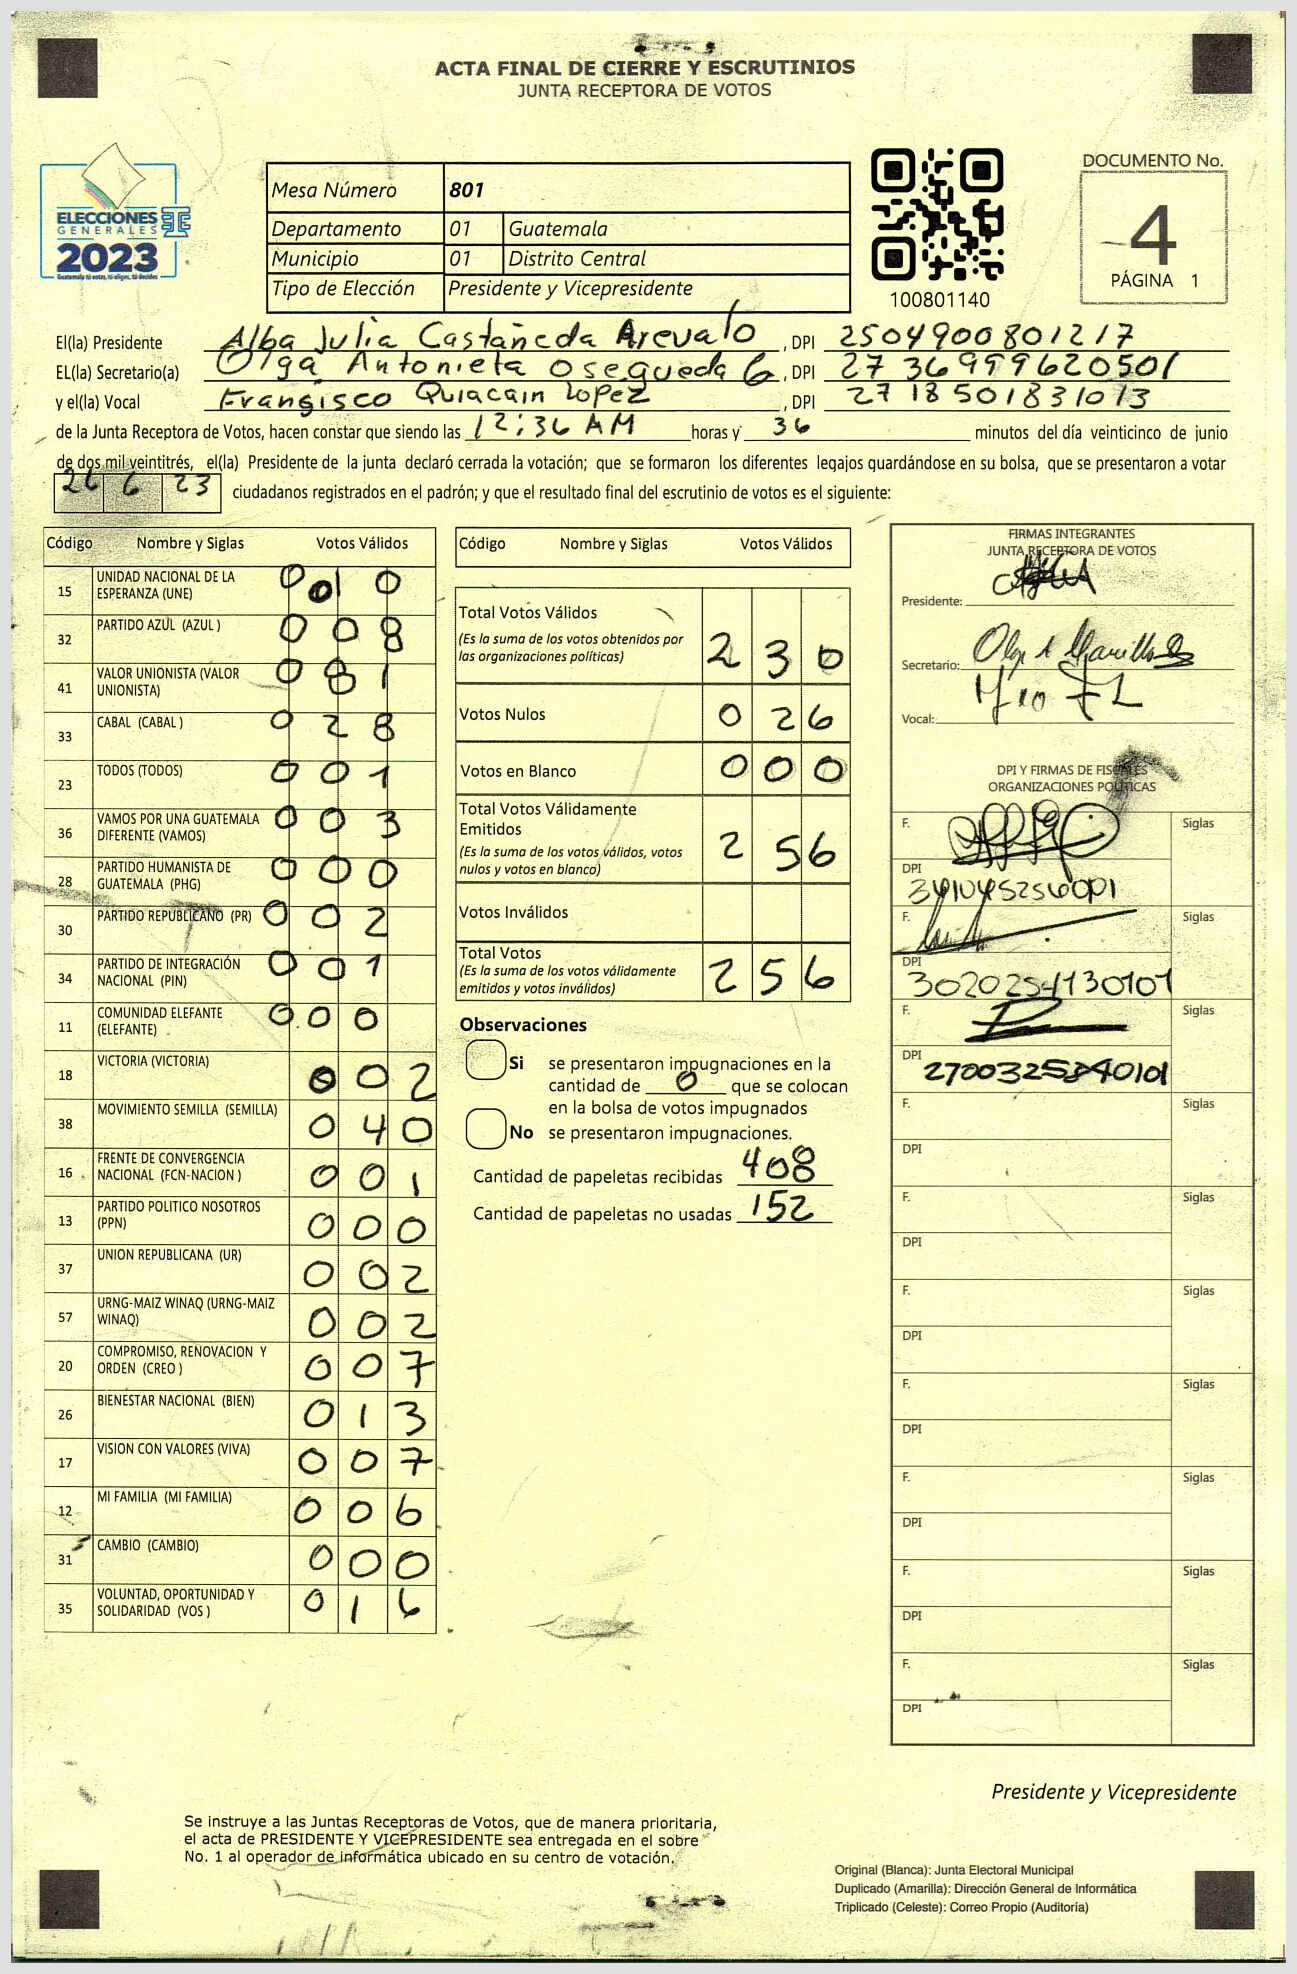 ACTA FINAL DE CIERRE Y ESCRUTINIOS
JUNTA RECEPTORA DE VOTOS
ELECCIONES
GENERALES
2023
Guatemala tú votas, tú eliges, tú decides
Mesa Número 801
Departamento 01 Guatemala
Municipio 01 Distrito Central
Tipo de Elección Presidente y Vicepresidente
100801140
DOCUMENTO No.
4
PÁGINA 1
El(la) Presidente Alba Julia Castañeda Arevalo, DPI 2504900801217
EL(la) Secretario(a) Olga Antonieta Osegueda G, DPI 27 36999620501
y el(la) Vocal Frangisco Quiacain Lopez, DPI 27 18 501831013
de la Junta Receptora de Votos, hacen constar que siendo las 12:36 AM horas y 36 minutos del día veinticinco de junio
de dos mil veintitrés, el(la) Presidente de la junta declaró cerrada la votación; que se formaron los diferentes legajos guardándose en su bolsa, que se presentaron a votar
26 6 23 ciudadanos registrados en el padrón; y que el resultado final del escrutinio de votos es el siguiente:
Código Nombre y Siglas Votos Válidos
15 UNIDAD NACIONAL DE LA ESPERANZA (UNE) 0 0 1 0
32 PARTIDO AZUL (AZUL ) 0 0 8
41 VALOR UNIONISTA (VALOR UNIONISTA) 0 8 1
33 CABAL (CABAL ) 0 2 8
23 TODOS (TODOS) 0 0 1
36 VAMOS POR UNA GUATEMALA DIFERENTE (VAMOS) 0 0 3
28 PARTIDO HUMANISTA DE GUATEMALA (PHG) 0 0 0
30 PARTIDO REPUBLICANO (PR) 0 0 2
34 PARTIDO DE INTEGRACIÓN NACIONAL (PIN) 0 0 1
11 COMUNIDAD ELEFANTE (ELEFANTE) 0 0 0
18 VICTORIA (VICTORIA) 0 0 2
38 MOVIMIENTO SEMILLA (SEMILLA) 0 4 0
16 FRENTE DE CONVERGENCIA NACIONAL (FCN-NACION ) 0 0 1
13 PARTIDO POLITICO NOSOTROS (PPN) 0 0 0
37 UNION REPUBLICANA (UR) 0 0 2
57 URNG-MAIZ WINAQ (URNG-MAIZ WINAQ) 0 0 2
20 COMPROMISO, RENOVACION Y ORDEN (CREO ) 0 0 7
26 BIENESTAR NACIONAL (BIEN) 0 1 3
17 VISION CON VALORES (VIVA) 0 0 7
12 MI FAMILIA (MI FAMILIA) 0 0 6
31 CAMBIO (CAMBIO) 0 0 0
35 VOLUNTAD, OPORTUNIDAD Y SOLIDARIDAD (VOS ) 0 1 6
Código Nombre y Siglas Votos Válidos
Total Votos Válidos
(Es la suma de los votos obtenidos por
las organizaciones políticas) 2 3 0
Votos Nulos 0 2 6
Votos en Blanco 0 0 0
Total Votos Válidamente
Emitidos
(Es la suma de los votos válidos, votos
nulos y votos en blanco) 2 5 6
Votos Inválidos
Total Votos
(Es la suma de los votos válidamente
emitidos y votos inválidos) 2 5 6
Observaciones
Si se presentaron impugnaciones en la
cantidad de 0 que se colocan
en la bolsa de votos impugnados
No se presentaron impugnaciones.
Cantidad de papeletas recibidas 408
Cantidad de papeletas no usadas 152
FIRMAS INTEGRANTES
JUNTA RECEPTORA DE VOTOS
Presidente:
Secretario:
Vocal:
DPI Y FIRMAS DE FISCALES
ORGANIZACIONES POLÍTICAS
F. Siglas
DPI
F. Siglas
DPI
F. Siglas
DPI 2700325840101
F. Siglas
DPI
F. Siglas
DPI
F. Siglas
DPI
F. Siglas
DPI
F. Siglas
DPI
F. Siglas
DPI
F. Siglas
DPI
Presidente y Vicepresidente
Se instruye a las Juntas Receptoras de Votos, que de manera prioritaria,
el acta de PRESIDENTE Y VICEPRESIDENTE sea entregada en el sobre
No. 1 al operador de informática ubicado en su centro de votación.
Original (Blanca): Junta Electoral Municipal
Duplicado (Amarilla): Dirección General de Informática
Triplicado (Celeste): Correo Propio (Auditoría)